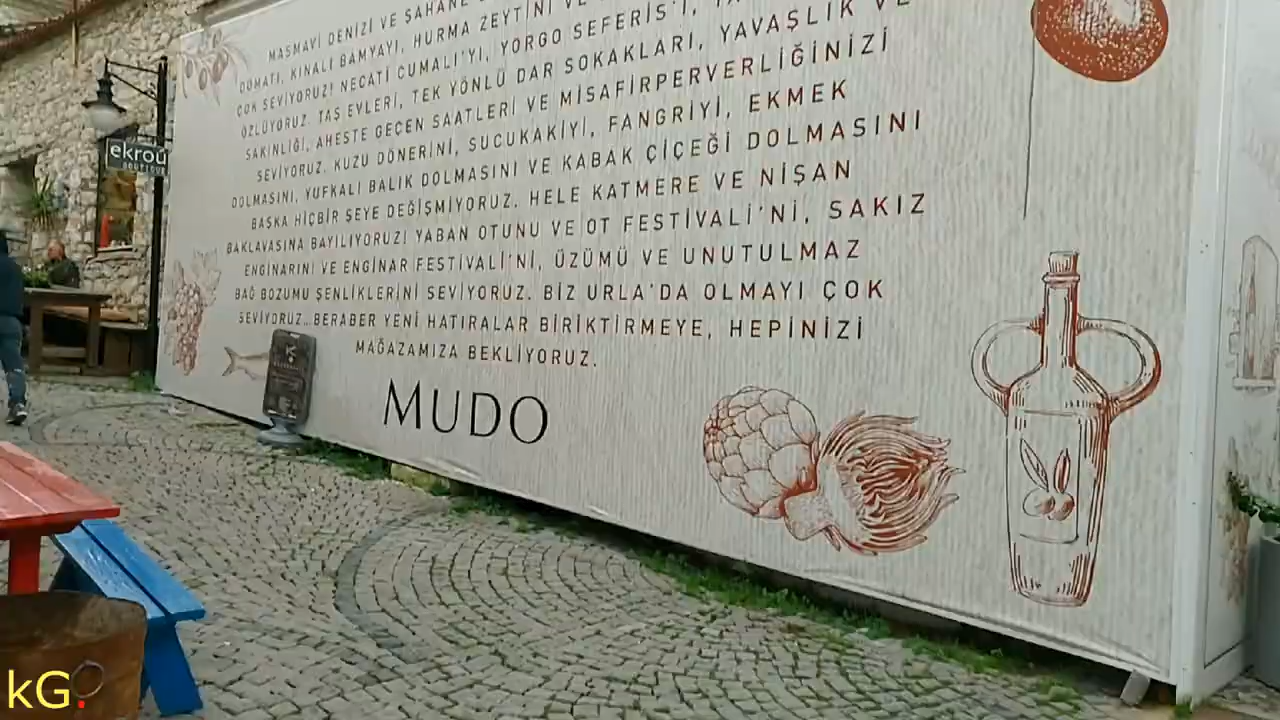 MASMAVİ DENİZİ VE ŞAHANE
DOMATI, KINALI BAMYAYI, HURMA ZEYTİNİ VE
ÇOK SEVİYORUZ! NECATİ CUMALI'YI, YORGO SEFERİS'İ,
ÖZLÜYORUZ. TAŞ EVLERİ, TEK YÖNLÜ DAR SOKAKLARI, YAVAŞLIK VE
SAKİNLİĞİ, AHESTE GEÇEN SAATLERİ VE MİSAFİRPERVERLİĞİNİZİ
SEVİYORUZ. KUZU DÖNERİNİ, SUCUKAKİYİ, FANGRİYİ, EKMEK
DOLMASINI, YUFKALI BALIK DOLMASINI VE KABAK ÇİÇEĞİ DOLMASINI
BAŞKA HİÇBİR ŞEYE DEĞİŞMİYORUZ. HELE KATMERE VE NİŞAN
BAKLAVASINA BAYILIYORUZ! YABAN OTUNU VE OT FESTİVALİ'Nİ, SAKIZ
ENGİNARINI VE ENGİNAR FESTİVALİ'Nİ, ÜZÜMÜ VE UNUTULMAZ
BAĞ BOZUMU ŞENLİKLERİNİ SEVİYORUZ. BİZ URLA'DA OLMAYI ÇOK
SEVİYORUZ.. BERABER YENİ HATIRALAR BİRİKTİRMEYE, HEPİNİZİ
MAĞAZAMIZA BEKLİYORUZ.
MUDO
ekrou
BOUTIQUE
kG